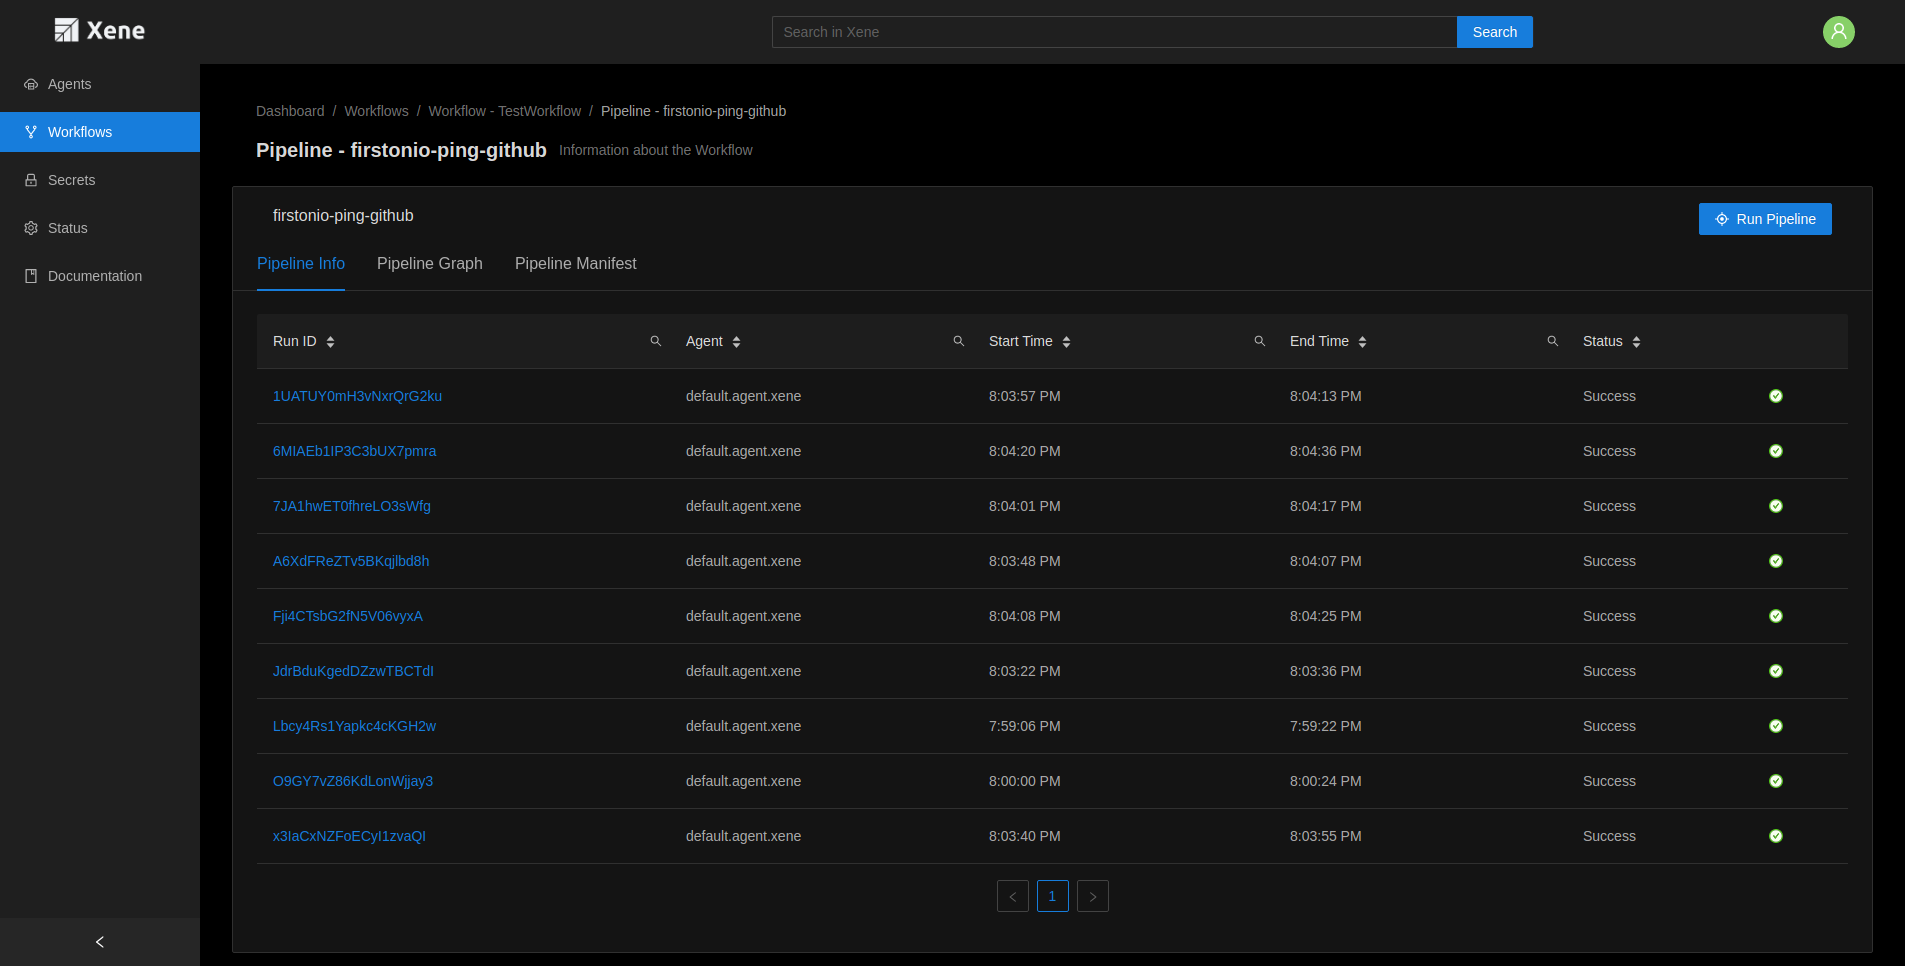 Xene
Search in Xene
Search
Agents
Workflows
Secrets
Status
Documentation
Dashboard / Workflows / Workflow - TestWorkflow / Pipeline - firstonio-ping-github
Pipeline - firstonio-ping-github Information about the Workflow
firstonio-ping-github
Run Pipeline
Pipeline Info Pipeline Graph Pipeline Manifest
Run ID Agent Start Time End Time Status
1UATUY0mH3vNxrQrG2ku default.agent.xene 8:03:57 PM 8:04:13 PM Success
6MIAEb1IP3C3bUX7pmra default.agent.xene 8:04:20 PM 8:04:36 PM Success
7JA1hwET0fhreLO3sWfg default.agent.xene 8:04:01 PM 8:04:17 PM Success
A6XdFReZTv5BKqjlbd8h default.agent.xene 8:03:48 PM 8:04:07 PM Success
Fji4CTsbG2fN5V06vyxA default.agent.xene 8:04:08 PM 8:04:25 PM Success
JdrBduKgedDZzwTBCTdI default.agent.xene 8:03:22 PM 8:03:36 PM Success
Lbcy4Rs1Yapkc4cKGH2w default.agent.xene 7:59:06 PM 7:59:22 PM Success
O9GY7vZ86KdLonWjjay3 default.agent.xene 8:00:00 PM 8:00:24 PM Success
x3IaCxNZFoECyI1zvaQI default.agent.xene 8:03:40 PM 8:03:55 PM Success
1